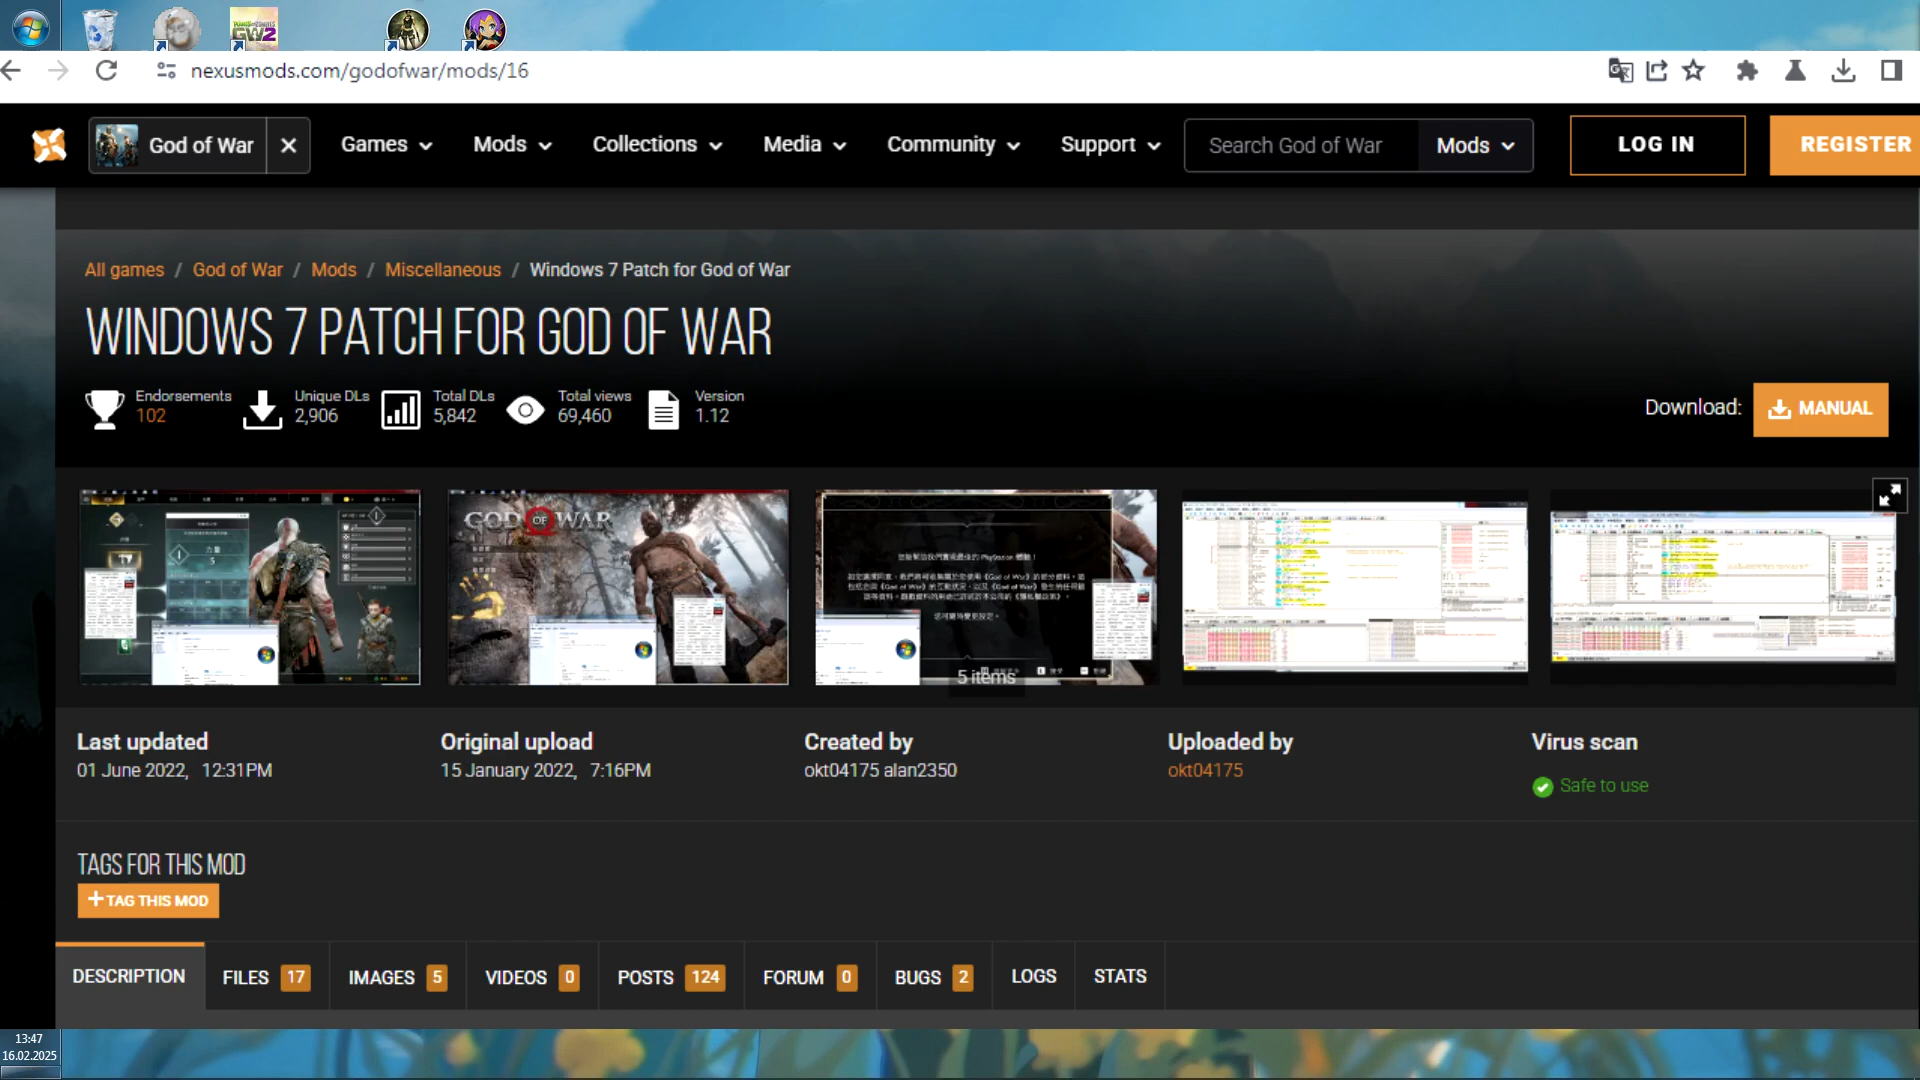 GW2
nexusmods.com/godofwar/mods/16
God of War
Games
Mods
Collections
Media
Community
Support
Search God of War
Mods
LOG IN
REGISTER
All games / God of War / Mods / Miscellaneous / Windows 7 Patch for God of War
WINDOWS 7 PATCH FOR GOD OF WAR
Endorsements
102
Unique DLs
2,906
Total DLs
5,842
Total views
69,460
Version
1.12
Download:
MANUAL
GOD OF WAR
5 items
Last updated
01 June 2022, 12:31PM
Original upload
15 January 2022, 7:16PM
Created by
okt04175 alan2350
Uploaded by
okt04175
Virus scan
Safe to use
TAGS FOR THIS MOD
+TAG THIS MOD
DESCRIPTION
FILES 17
IMAGES 5
VIDEOS 0
POSTS 124
FORUM 0
BUGS 2
LOGS
STATS
13:47
16.02.2025